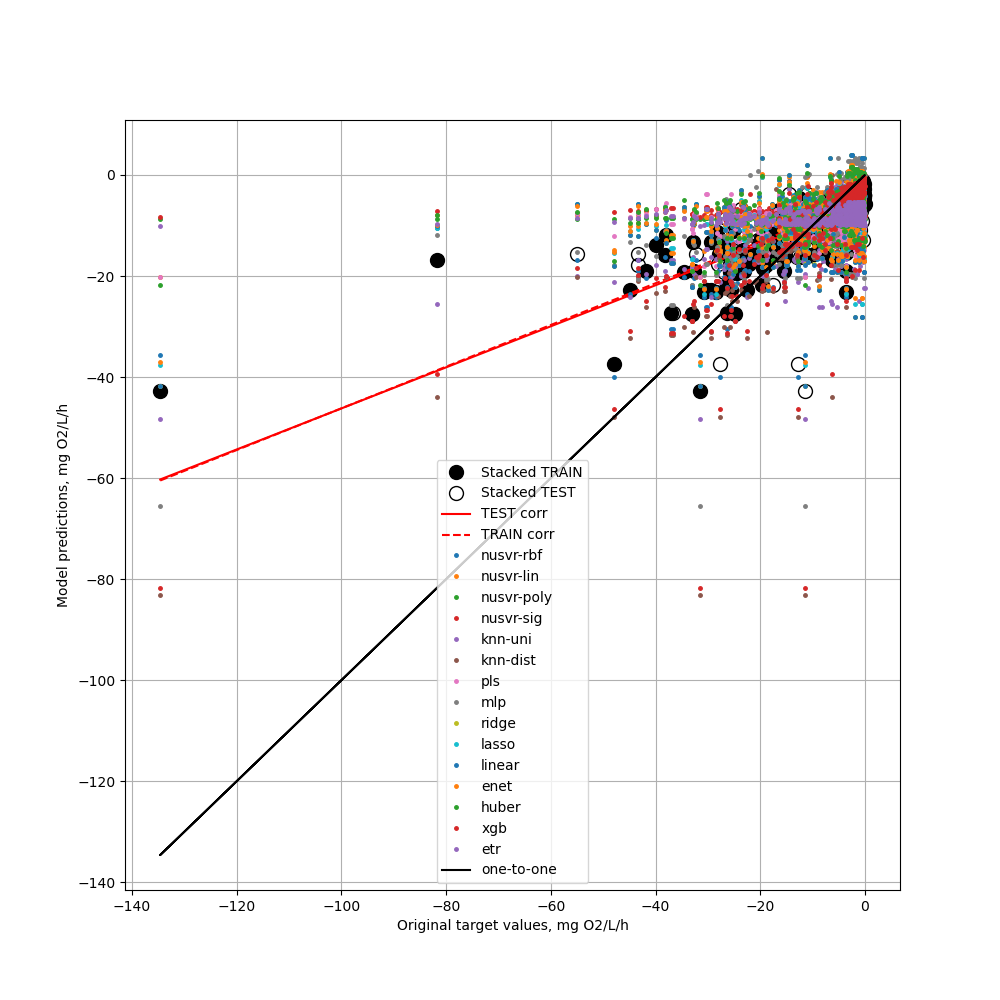 0
−20
−40
−60
−80
−100
−120
−140
Model predictions, mg O2/L/h
−140
−120
−100
−80
−60
−40
−20
0
Original target values, mg O2/L/h
Stacked TRAIN
Stacked TEST
TEST corr
TRAIN corr
nusvr-rbf
nusvr-lin
nusvr-poly
nusvr-sig
knn-uni
knn-dist
pls
mlp
ridge
lasso
linear
enet
huber
xgb
etr
one-to-one